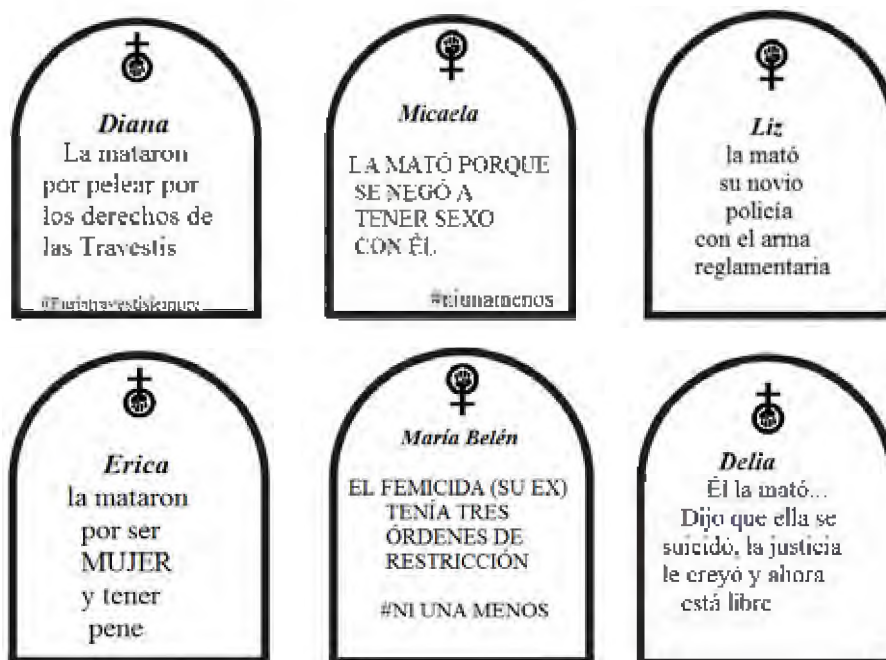 Diana
La mataron
por pelear por
los derechos de
las Travestis
Micaela
LA MATÓ PORQUE
SE NEGÓ A
TENER SEXO
CON ÉL
#niunamenos
Liz
la mató
su novio
policía
con el arma
reglamentaria
Erica
la mataron
por ser
MUJER
y tener
pene
María Belén
EL FEMICIDA (SU EX)
TENÍA TRES
ÓRDENES DE
RESTRICCIÓN
#NI UNA MENOS
Delia
Él la mató...
Dijo que ella se
suicidó, la justicia
le creyó y ahora
está libre